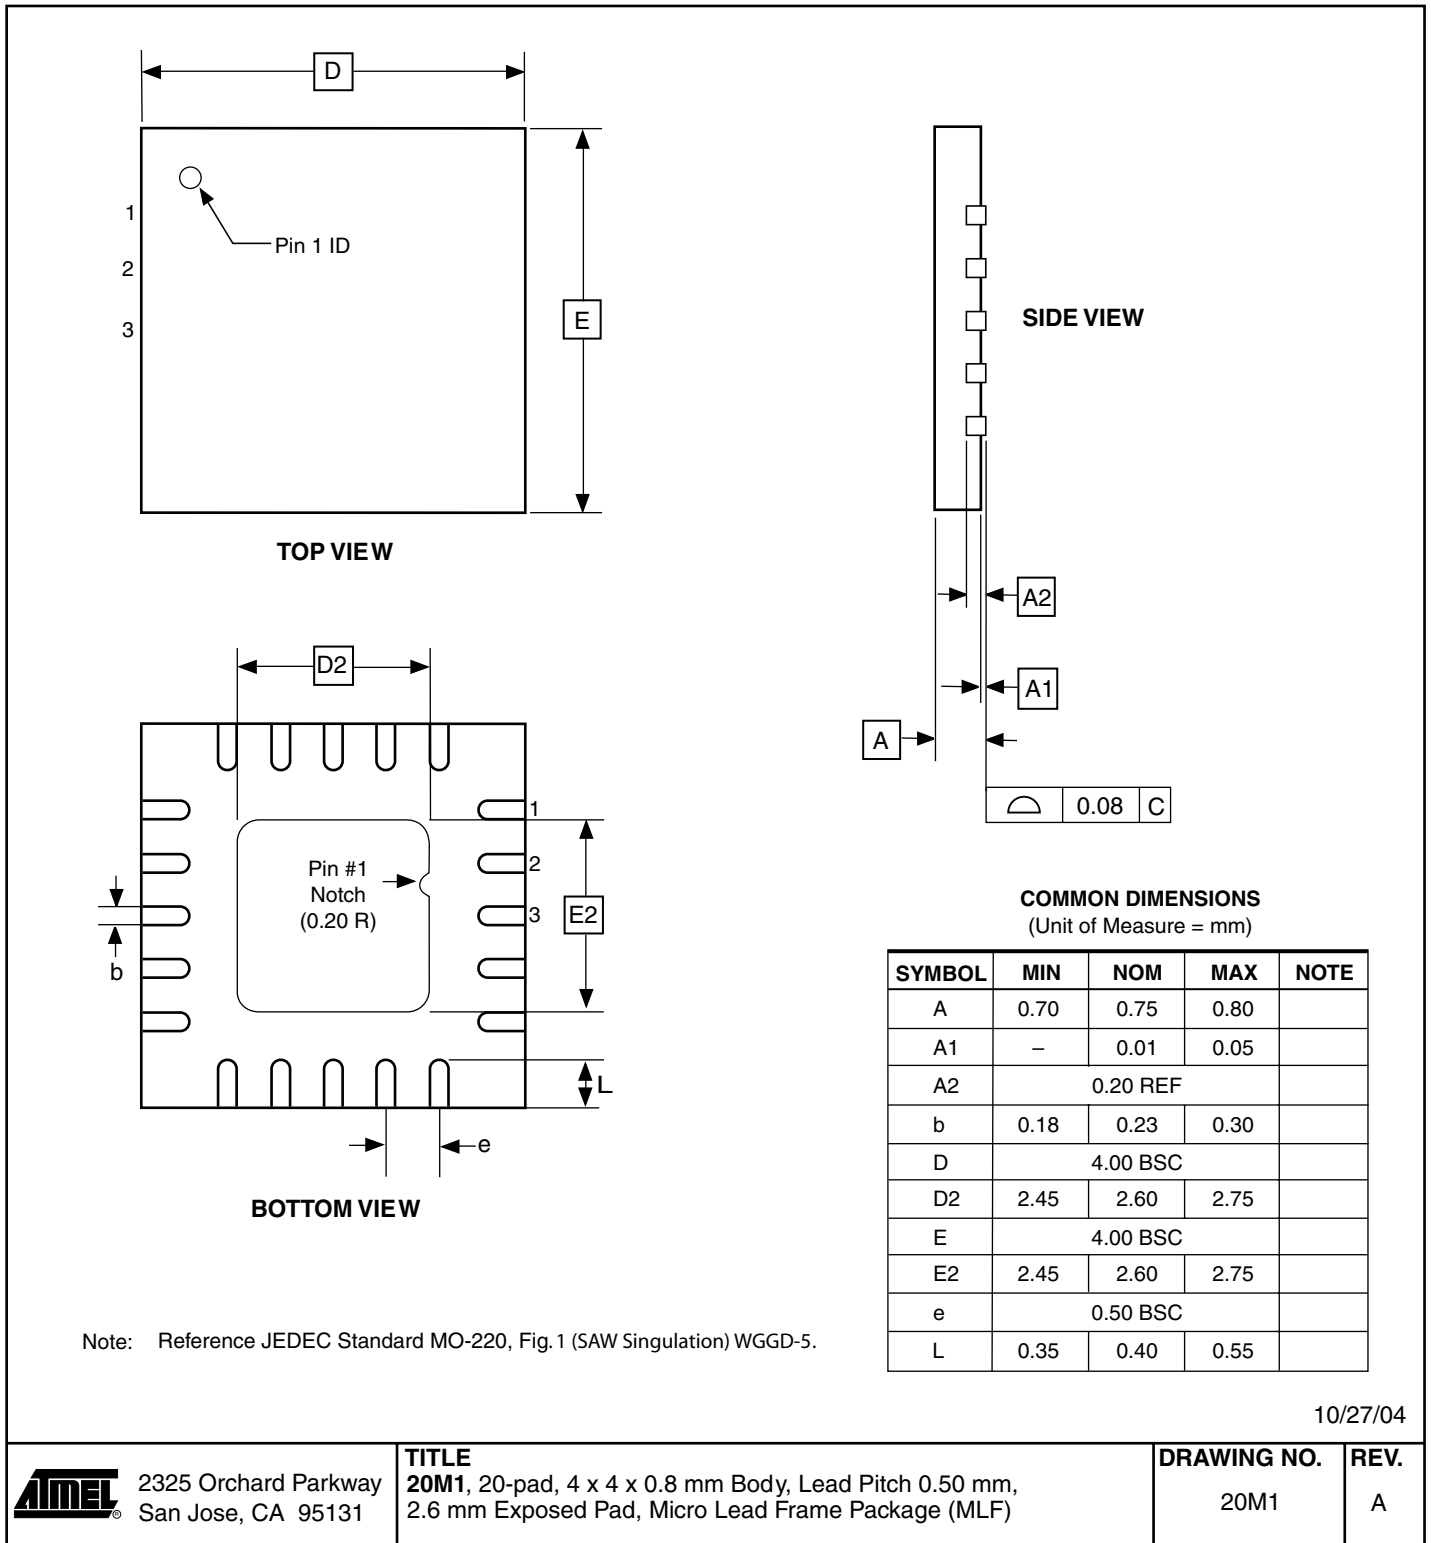 D
1
2
3
Pin 1 ID
E
TOP VIEW
SIDE VIEW
A2
A1
A
0.08 C
D2
1
2
3
Pin #1
Notch
(0.20 R)
E2
b
L
e
BOTTOM VIEW
COMMON DIMENSIONS
(Unit of Measure = mm)
SYMBOL MIN NOM MAX NOTE
A 0.70 0.75 0.80
A1 – 0.01 0.05
A2 0.20 REF
b 0.18 0.23 0.30
D 4.00 BSC
D2 2.45 2.60 2.75
E 4.00 BSC
E2 2.45 2.60 2.75
e 0.50 BSC
L 0.35 0.40 0.55
Note: Reference JEDEC Standard MO-220, Fig. 1 (SAW Singulation) WGGD-5.
10/27/04
ATMEL ®
2325 Orchard Parkway
San Jose, CA 95131
TITLE
20M1, 20-pad, 4 x 4 x 0.8 mm Body, Lead Pitch 0.50 mm,
2.6 mm Exposed Pad, Micro Lead Frame Package (MLF)
DRAWING NO.
20M1
REV.
A